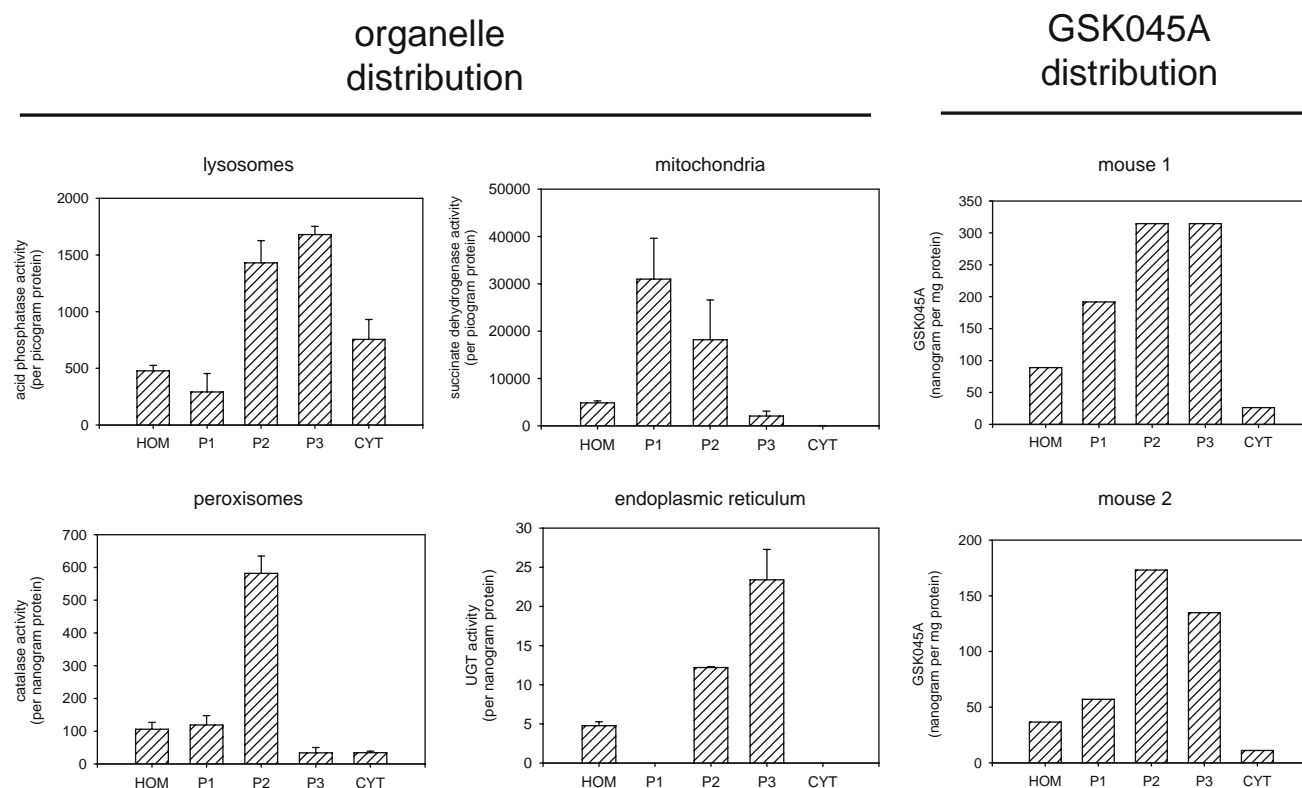 organelle
distribution
GSK045A
distribution
lysosomes
acid phosphatase activity
(per picogram protein)
2000
1500
1000
500
0
HOM P1 P2 P3 CYT
mitochondria
succinate dehydrogenase activity
(per picogram protein)
50000
40000
30000
20000
10000
0
HOM P1 P2 P3 CYT
mouse 1
GSK045A
(nanogram per mg protein)
350
300
250
200
150
100
50
0
HOM P1 P2 P3 CYT
peroxisomes
catalase activity
(per nanogram protein)
700
600
500
400
300
200
100
0
HOM P1 P2 P3 CYT
endoplasmic reticulum
UGT activity
(per nanogram protein)
30
25
20
15
10
5
0
HOM P1 P2 P3 CYT
mouse 2
GSK045A
(nanogram per mg protein)
200
150
100
50
0
HOM P1 P2 P3 CYT